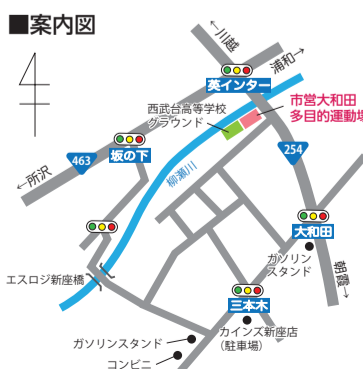 ■案内図
←川越
浦和→
英インター
西武台高等学校
グラウンド
市営大和田
多目的運動場
463
坂の下
254
←所沢
柳瀬川
大和田
ガソリン
スタンド
朝霞→
エスロジ新座橋
三本木
カインズ新座店
（駐車場）
ガソリンスタンド
コンビニ